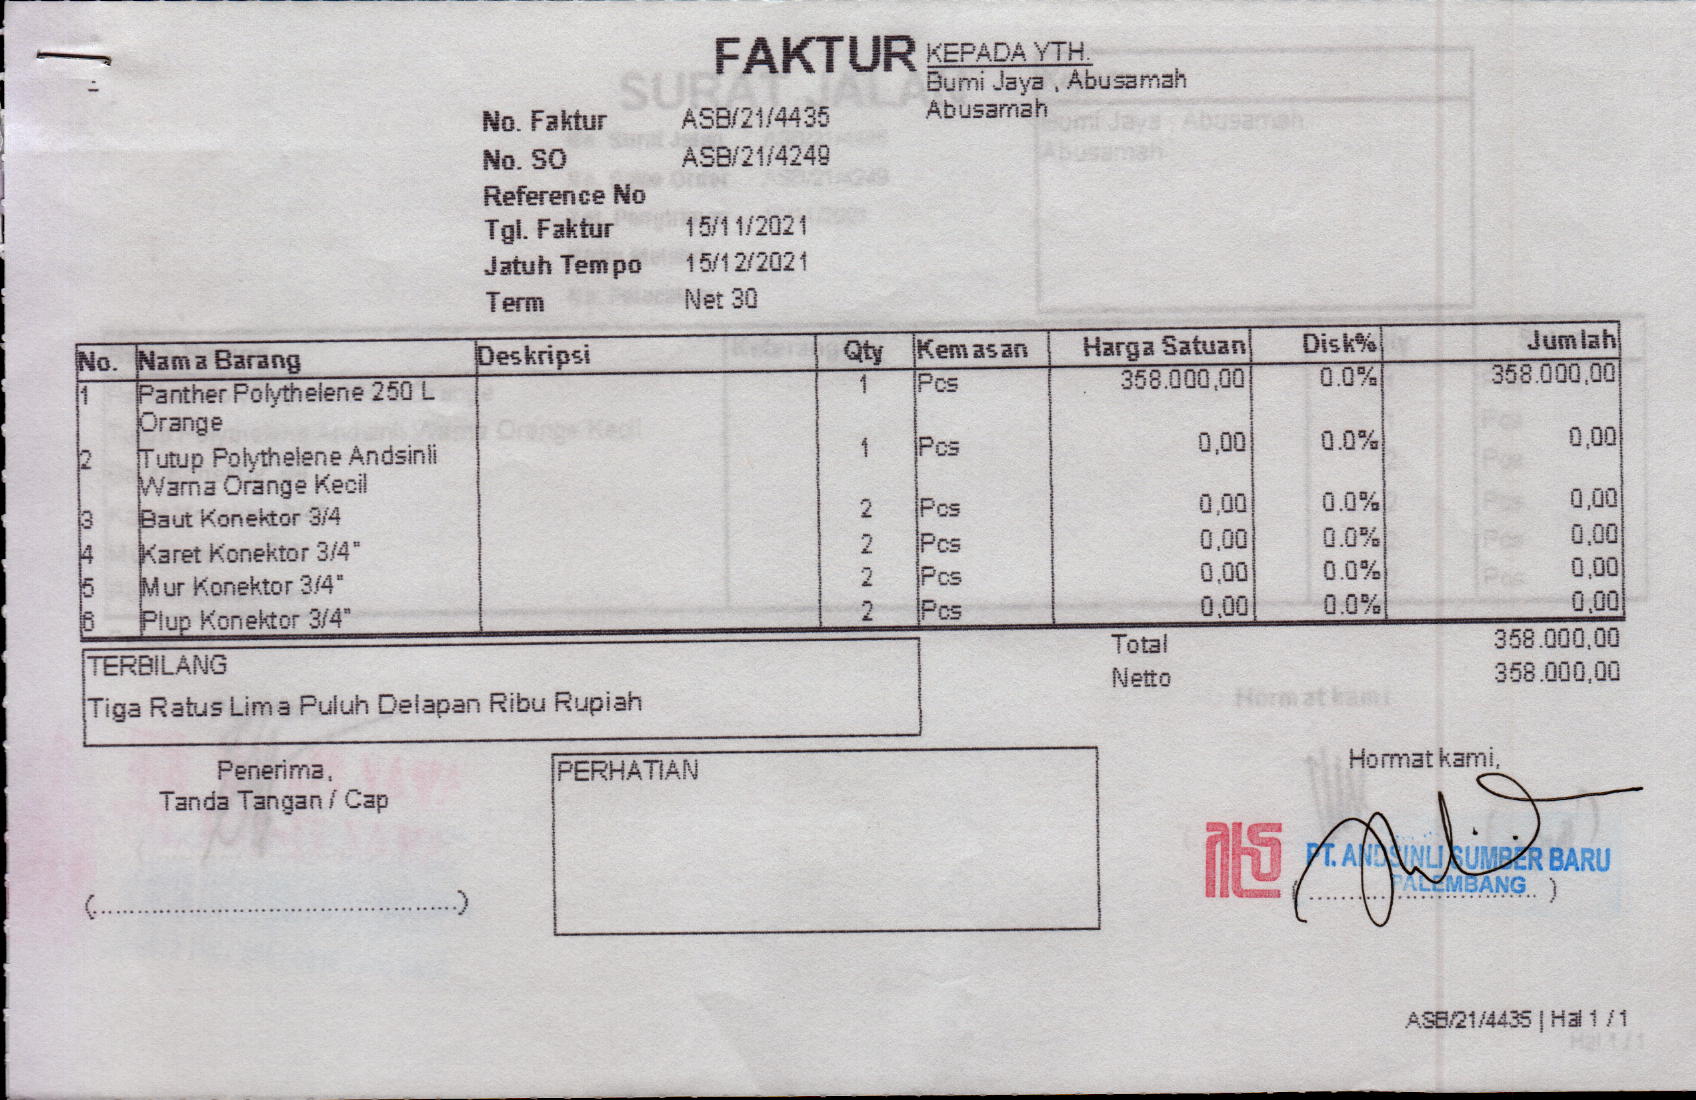 FAKTUR
KEPADA YTH.
Bumi Jaya , Abusamah
Abusamah
No. Faktur ASB/21/4435
No. SO ASB/21/4249
Reference No
Tgl. Faktur 15/11/2021
Jatuh Tempo 15/12/2021
Term Net 30
No. Nama Barang Deskripsi Qty Kemasan Harga Satuan Disk% Jumlah
1 Panther Polythelene 250 L 1 Pcs 358.000,00 0.0% 358.000,00
Orange
2 Tutup Polythelene Andsinli 1 Pcs 0,00 0.0% 0,00
Warna Orange Kecil
3 Baut Konektor 3/4 2 Pcs 0,00 0.0% 0,00
4 Karet Konektor 3/4" 2 Pcs 0,00 0.0% 0,00
5 Mur Konektor 3/4" 2 Pcs 0,00 0.0% 0,00
6 Plup Konektor 3/4" 2 Pcs 0,00 0.0% 0,00
Total 358.000,00
Netto 358.000,00
TERBILANG
Tiga Ratus Lima Puluh Delapan Ribu Rupiah
Penerima,
Tanda Tangan / Cap
(............................................)
PERHATIAN
Hormat kami,
PT. ANDSINLI SUMBER BARU
PALEMBANG
(............................)
ASB/21/4435 | Hal 1 / 1